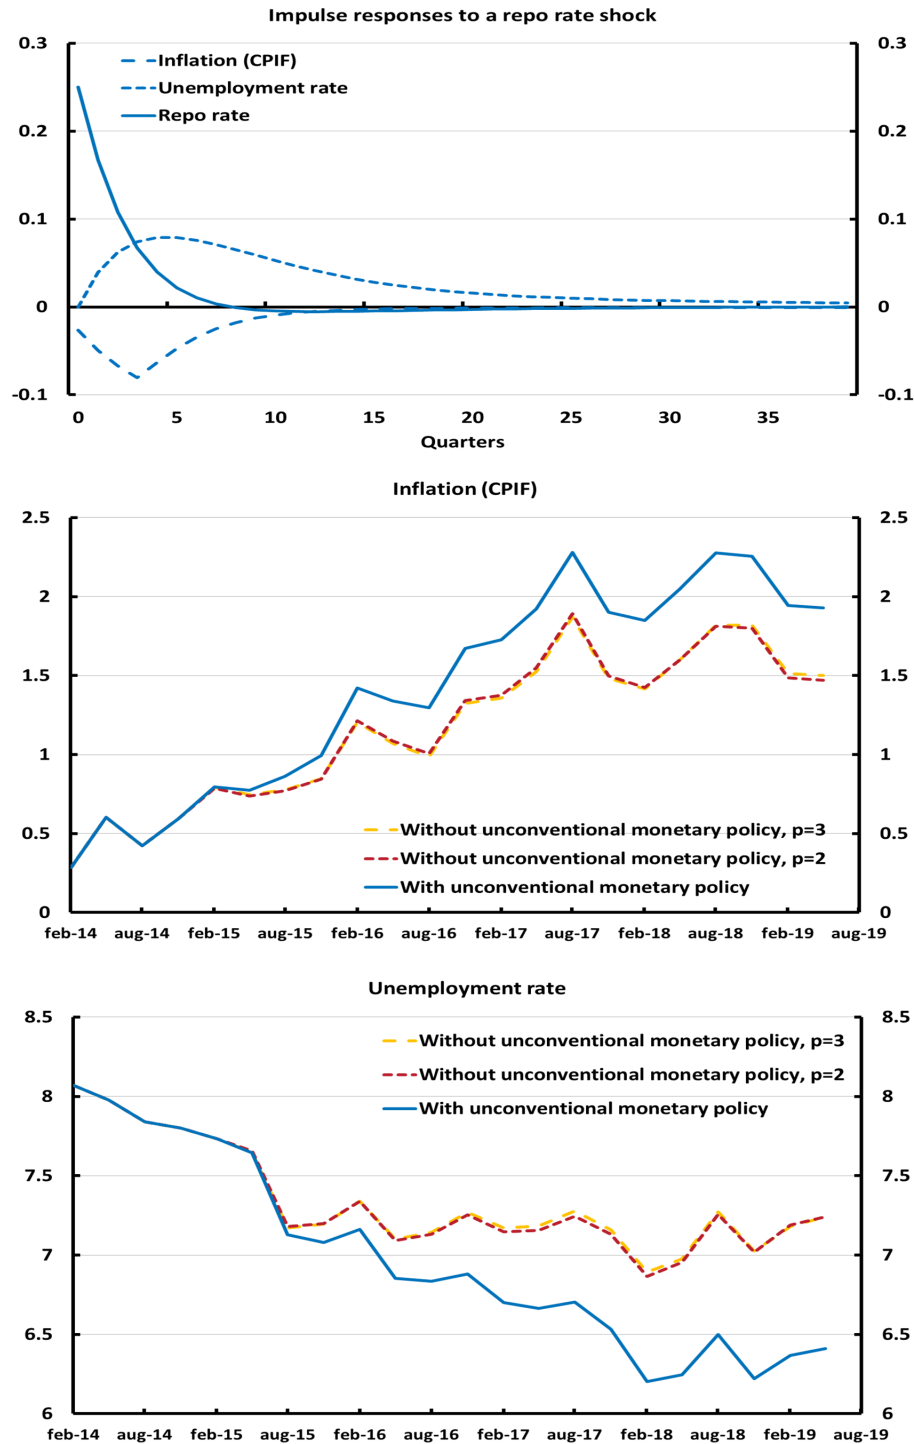 Impulse responses to a repo rate shock
0.3 0.3
Inflation (CPIF)
Unemployment rate
Repo rate
0.2 0.2
0.1 0.1
0 0
-0.1 -0.1
0 5 10 15 20 25 30 35
Quarters
Inflation (CPIF)
2.5 2.5
2 2
1.5 1.5
1 1
Without unconventional monetary policy, p=3
0.5 0.5
Without unconventional monetary policy, p=2
With unconventional monetary policy
0 0
feb-14 aug-14 feb-15 aug-15 feb-16 aug-16 feb-17 aug-17 feb-18 aug-18 feb-19 aug-19
Unemployment rate
8.5 8.5
Without unconventional monetary policy, p=3
Without unconventional monetary policy, p=2
8 8
With unconventional monetary policy
7.5 7.5
7 7
6.5 6.5
6 6
feb-14 aug-14 feb-15 aug-15 feb-16 aug-16 feb-17 aug-17 feb-18 aug-18 feb-19 aug-19